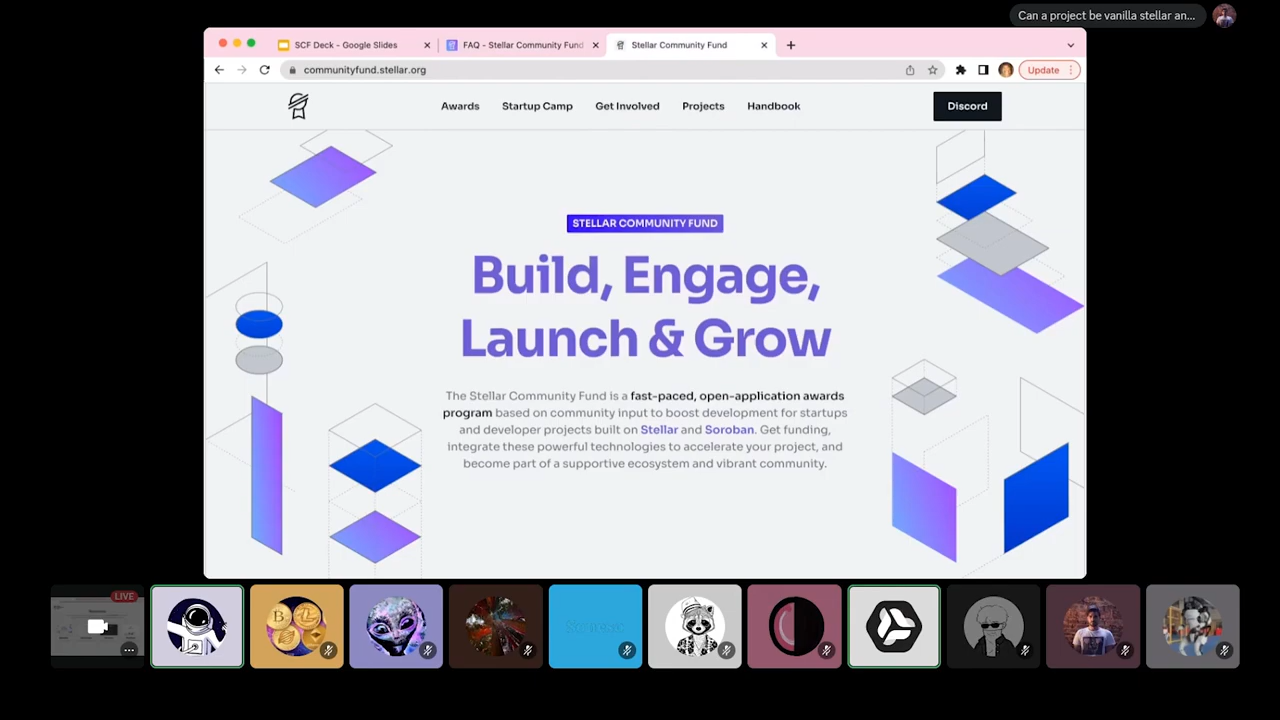 Can a project be vanilla stellar an...
SCF Deck - Google Slides
FAQ - Stellar Community Fund
Stellar Community Fund
communityfund.stellar.org
Update
Awards
Startup Camp
Get Involved
Projects
Handbook
Discord
STELLAR COMMUNITY FUND
Build, Engage,
Launch & Grow
The Stellar Community Fund is a fast-paced, open-application awards
program based on community input to boost development for startups
and developer projects built on Stellar and Soroban. Get funding,
integrate these powerful technologies to accelerate your project, and
become part of a supportive ecosystem and vibrant community.
LIVE